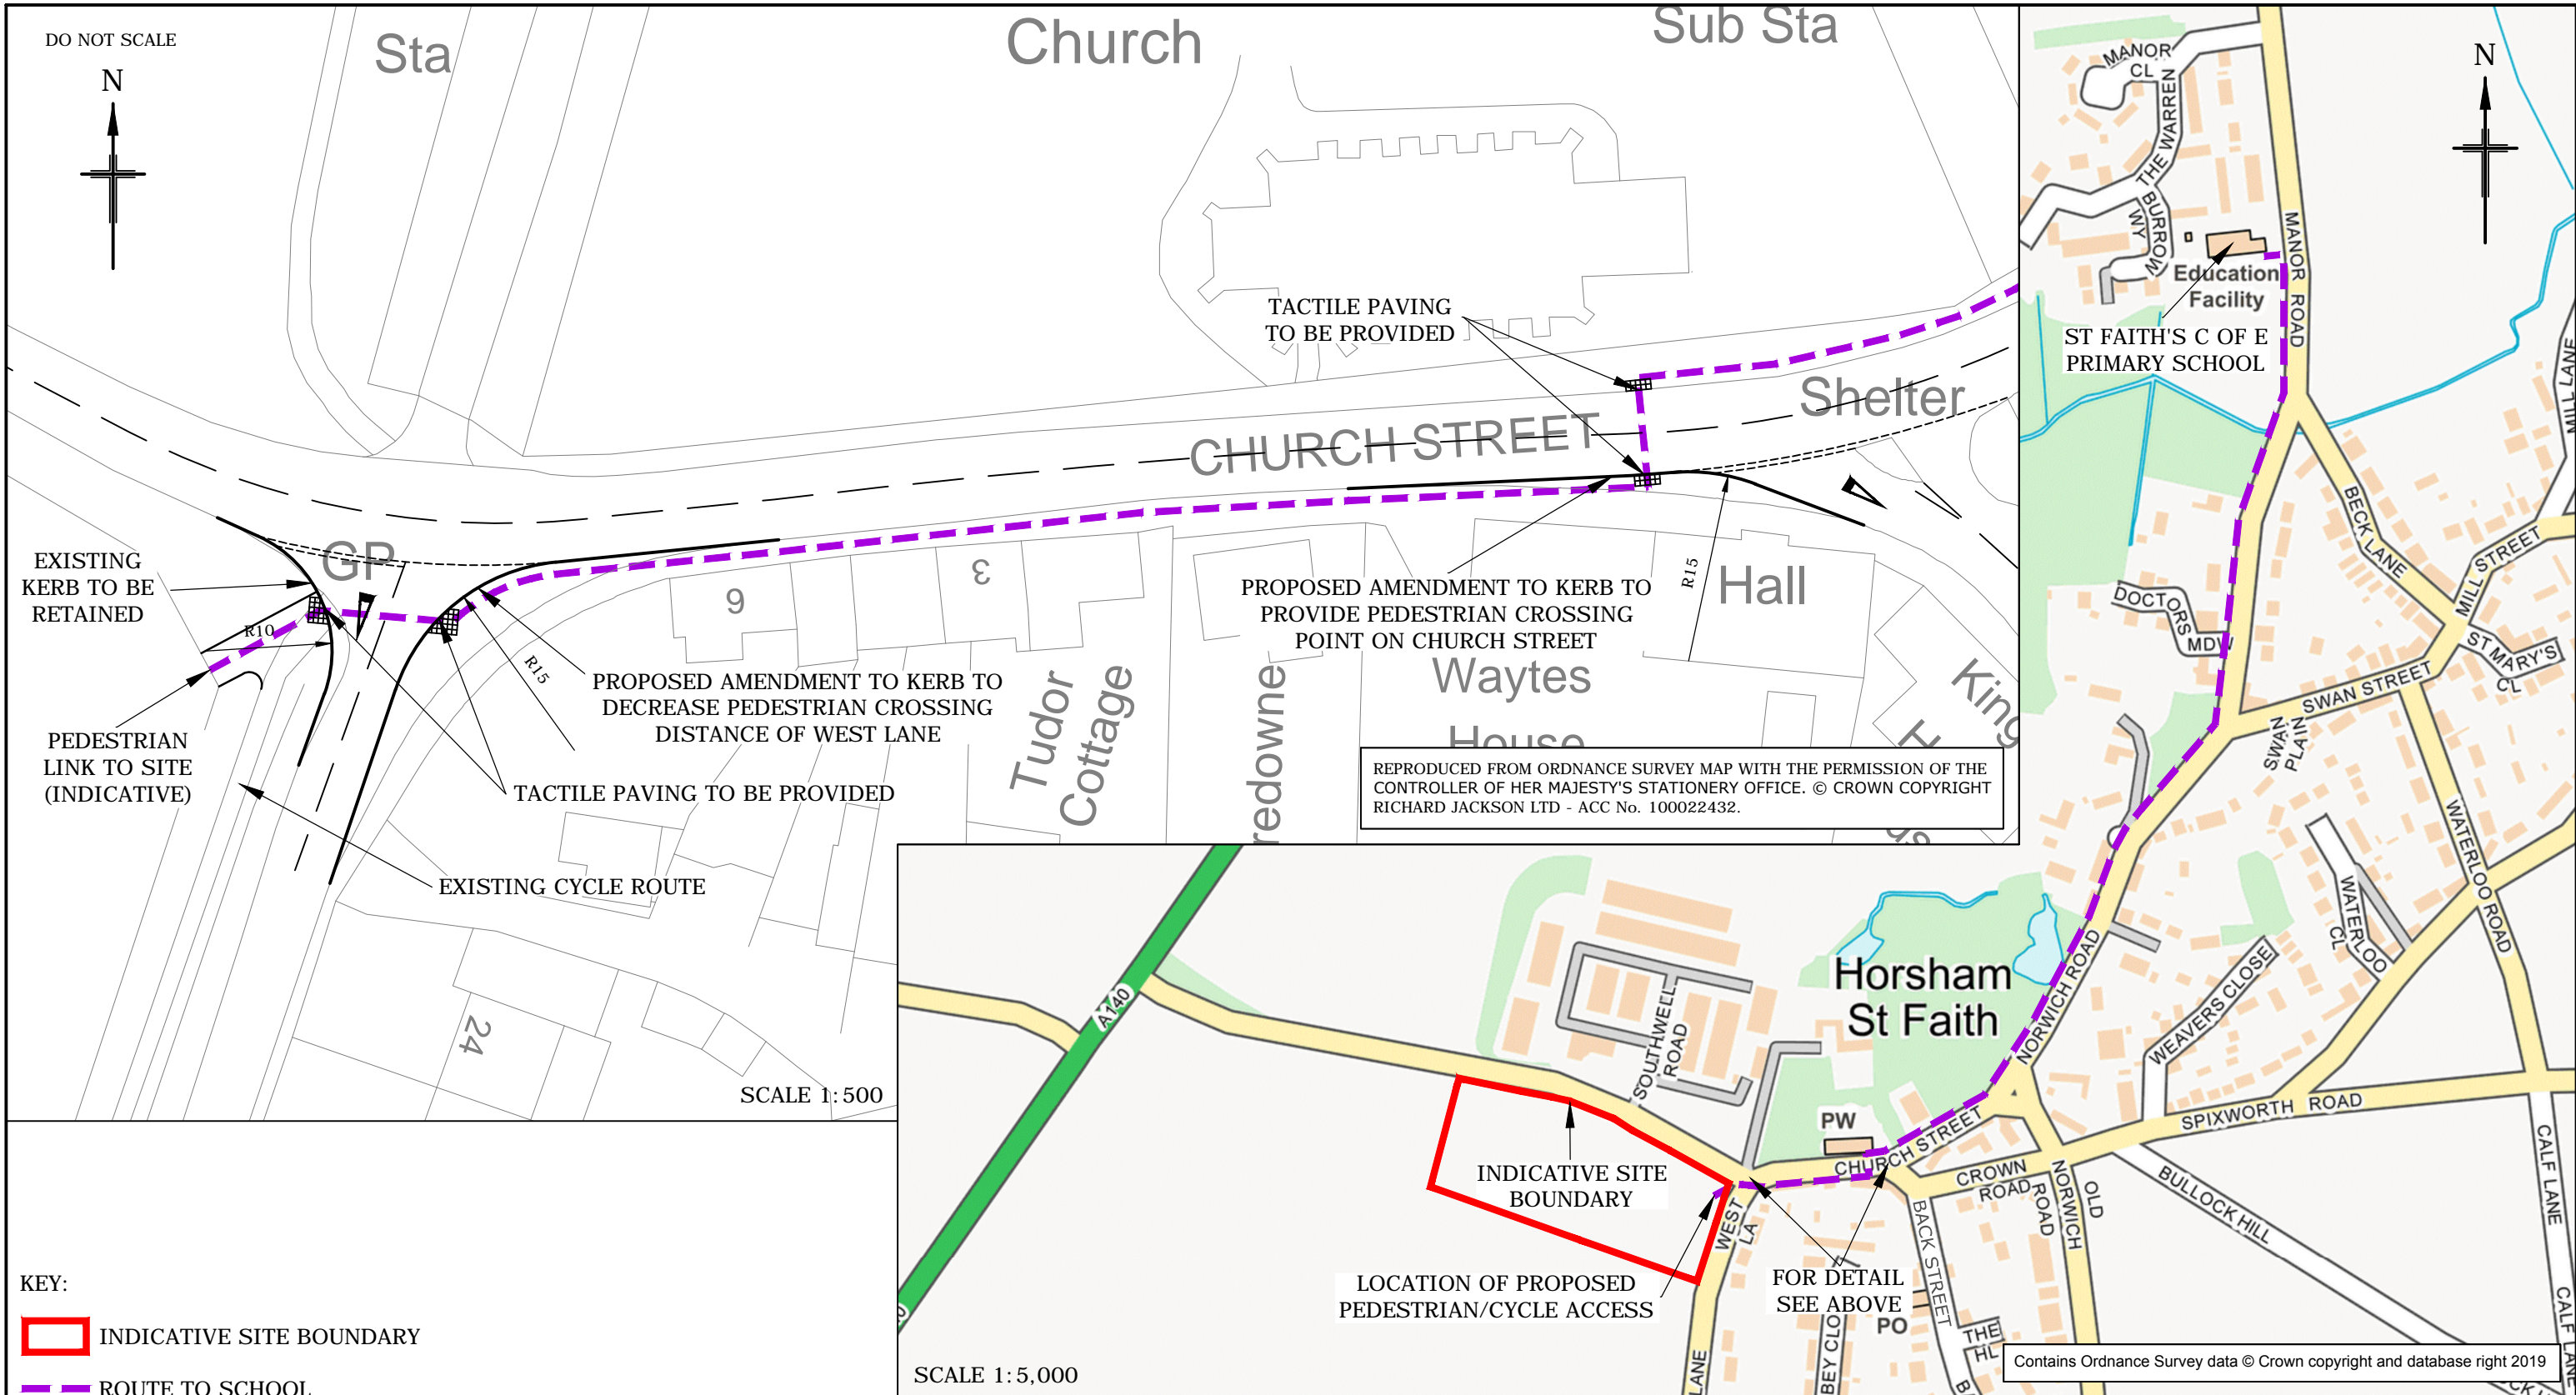 DO NOT SCALE
N
Sta
Church
Sub Sta
TACTILE PAVING
TO BE PROVIDED
CHURCH STREET
Shelter
EXISTING
KERB TO BE
RETAINED
GP
R10
R15
6
3
PROPOSED AMENDMENT TO KERB TO
DECREASE PEDESTRIAN CROSSING
DISTANCE OF WEST LANE
PROPOSED AMENDMENT TO KERB TO
PROVIDE PEDESTRIAN CROSSING
POINT ON CHURCH STREET
R15
Hall
Waytes
House
Tudor
Cottage
redowne
King
PEDESTRIAN
LINK TO SITE
(INDICATIVE)
TACTILE PAVING TO BE PROVIDED
EXISTING CYCLE ROUTE
24
SCALE 1:500
REPRODUCED FROM ORDNANCE SURVEY MAP WITH THE PERMISSION OF THE
CONTROLLER OF HER MAJESTY'S STATIONERY OFFICE. © CROWN COPYRIGHT
RICHARD JACKSON LTD - ACC No. 100022432.
N
MANOR
CL
THE WARREN
BURROW
WY
MANOR ROAD
Education
Facility
ST FAITH'S C OF E
PRIMARY SCHOOL
MILL LANE
BECK LANE
MILL STREET
DOCTORS
MDW
ST MARY'S
CL
SWAN STREET
SWAN
PLAIN
WATERLOO ROAD
WATERLOO
CL
WEAVERS CLOSE
NORWICH ROAD
Horsham
St Faith
SOUTHWELL
ROAD
A140
PW
CHURCH STREET
SPIXWORTH ROAD
CROWN
ROAD
OLD
NORWICH
ROAD
BULLOCK HILL
CALF LANE
CALF LANE
BACK STREET
WEST
LA
INDICATIVE SITE
BOUNDARY
LOCATION OF PROPOSED
PEDESTRIAN/CYCLE ACCESS
FOR DETAIL
SEE ABOVE
PO
THE
HL
BEY CLO
LANE
SCALE 1:5,000
Contains Ordnance Survey data © Crown copyright and database right 2019
KEY:
INDICATIVE SITE BOUNDARY
ROUTE TO SCHOOL